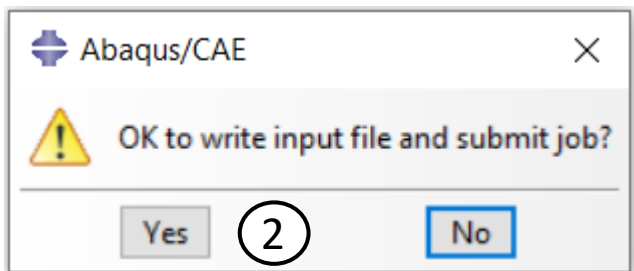 Abaqus/CAE
OK to write input file and submit job?
Yes 2 No